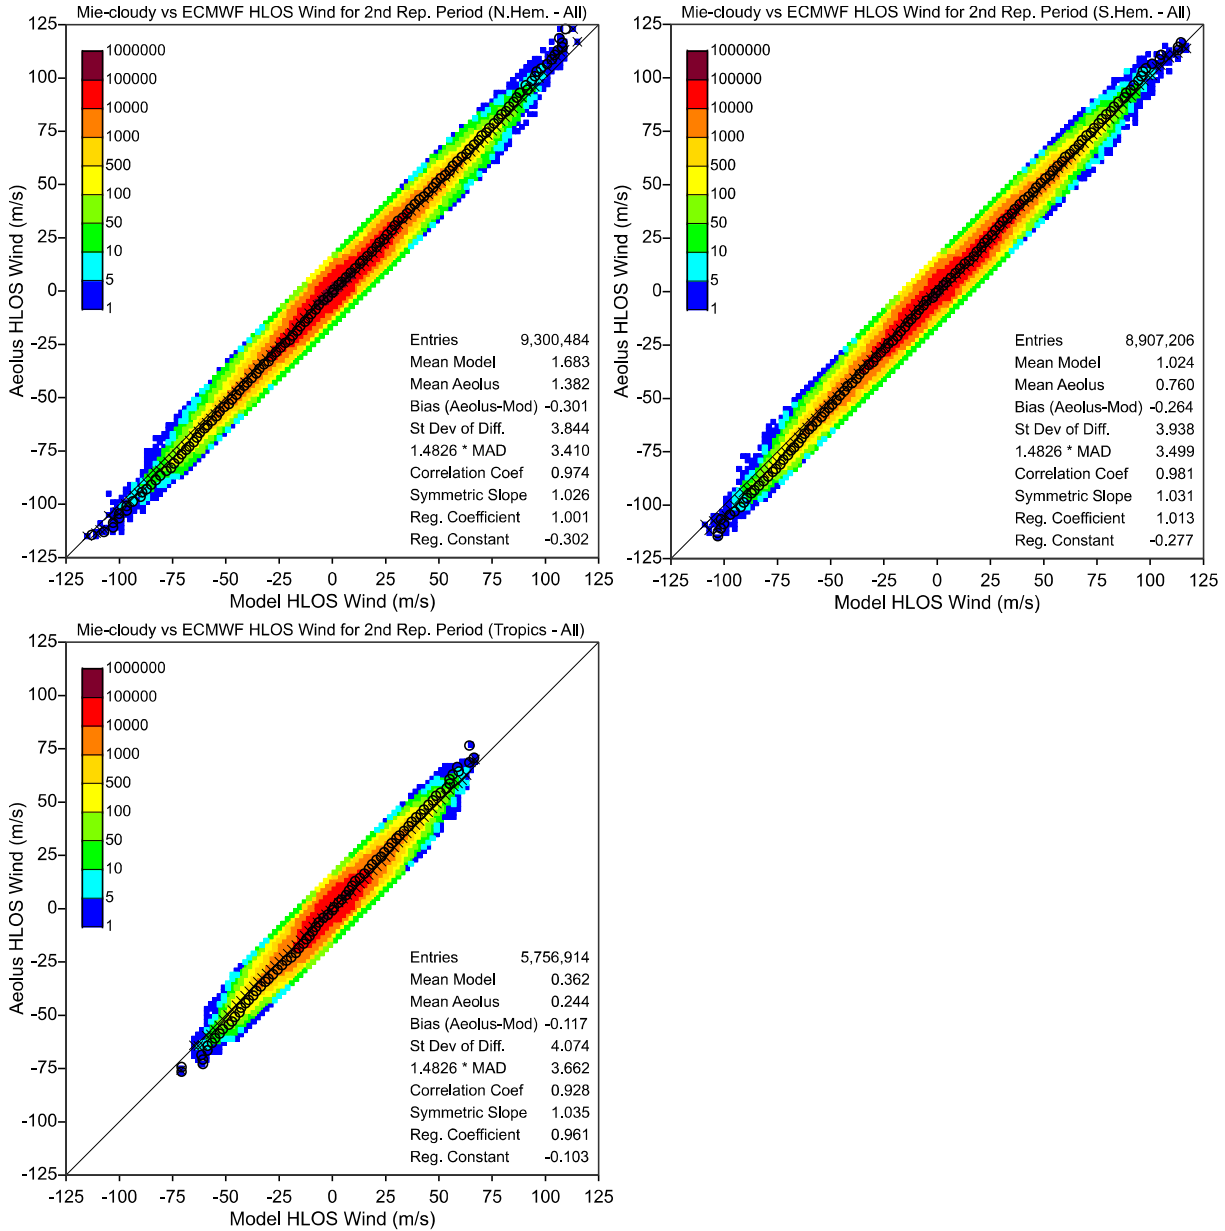 Mie-cloudy vs ECMWF HLOS Wind for 2nd Rep. Period (N.Hem. - All)
125
100
75
50
25
0
-25
-50
-75
-100
-125
Aeolus HLOS Wind (m/s)
1000000
100000
10000
1000
500
100
50
10
5
1
Entries 9,300,484
Mean Model 1.683
Mean Aeolus 1.382
Bias (Aeolus-Mod) -0.301
St Dev of Diff. 3.844
1.4826 * MAD 3.410
Correlation Coef 0.974
Symmetric Slope 1.026
Reg. Coefficient 1.001
Reg. Constant -0.302
-125 -100 -75 -50 -25 0 25 50 75 100 125
Model HLOS Wind (m/s)
Mie-cloudy vs ECMWF HLOS Wind for 2nd Rep. Period (S.Hem. - All)
125
100
75
50
25
0
-25
-50
-75
-100
-125
Aeolus HLOS Wind (m/s)
1000000
100000
10000
1000
500
100
50
10
5
1
Entries 8,907,206
Mean Model 1.024
Mean Aeolus 0.760
Bias (Aeolus-Mod) -0.264
St Dev of Diff. 3.938
1.4826 * MAD 3.499
Correlation Coef 0.981
Symmetric Slope 1.031
Reg. Coefficient 1.013
Reg. Constant -0.277
-125 -100 -75 -50 -25 0 25 50 75 100 125
Model HLOS Wind (m/s)
Mie-cloudy vs ECMWF HLOS Wind for 2nd Rep. Period (Tropics - All)
125
100
75
50
25
0
-25
-50
-75
-100
-125
Aeolus HLOS Wind (m/s)
1000000
100000
10000
1000
500
100
50
10
5
1
Entries 5,756,914
Mean Model 0.362
Mean Aeolus 0.244
Bias (Aeolus-Mod) -0.117
St Dev of Diff. 4.074
1.4826 * MAD 3.662
Correlation Coef 0.928
Symmetric Slope 1.035
Reg. Coefficient 0.961
Reg. Constant -0.103
-125 -100 -75 -50 -25 0 25 50 75 100 125
Model HLOS Wind (m/s)